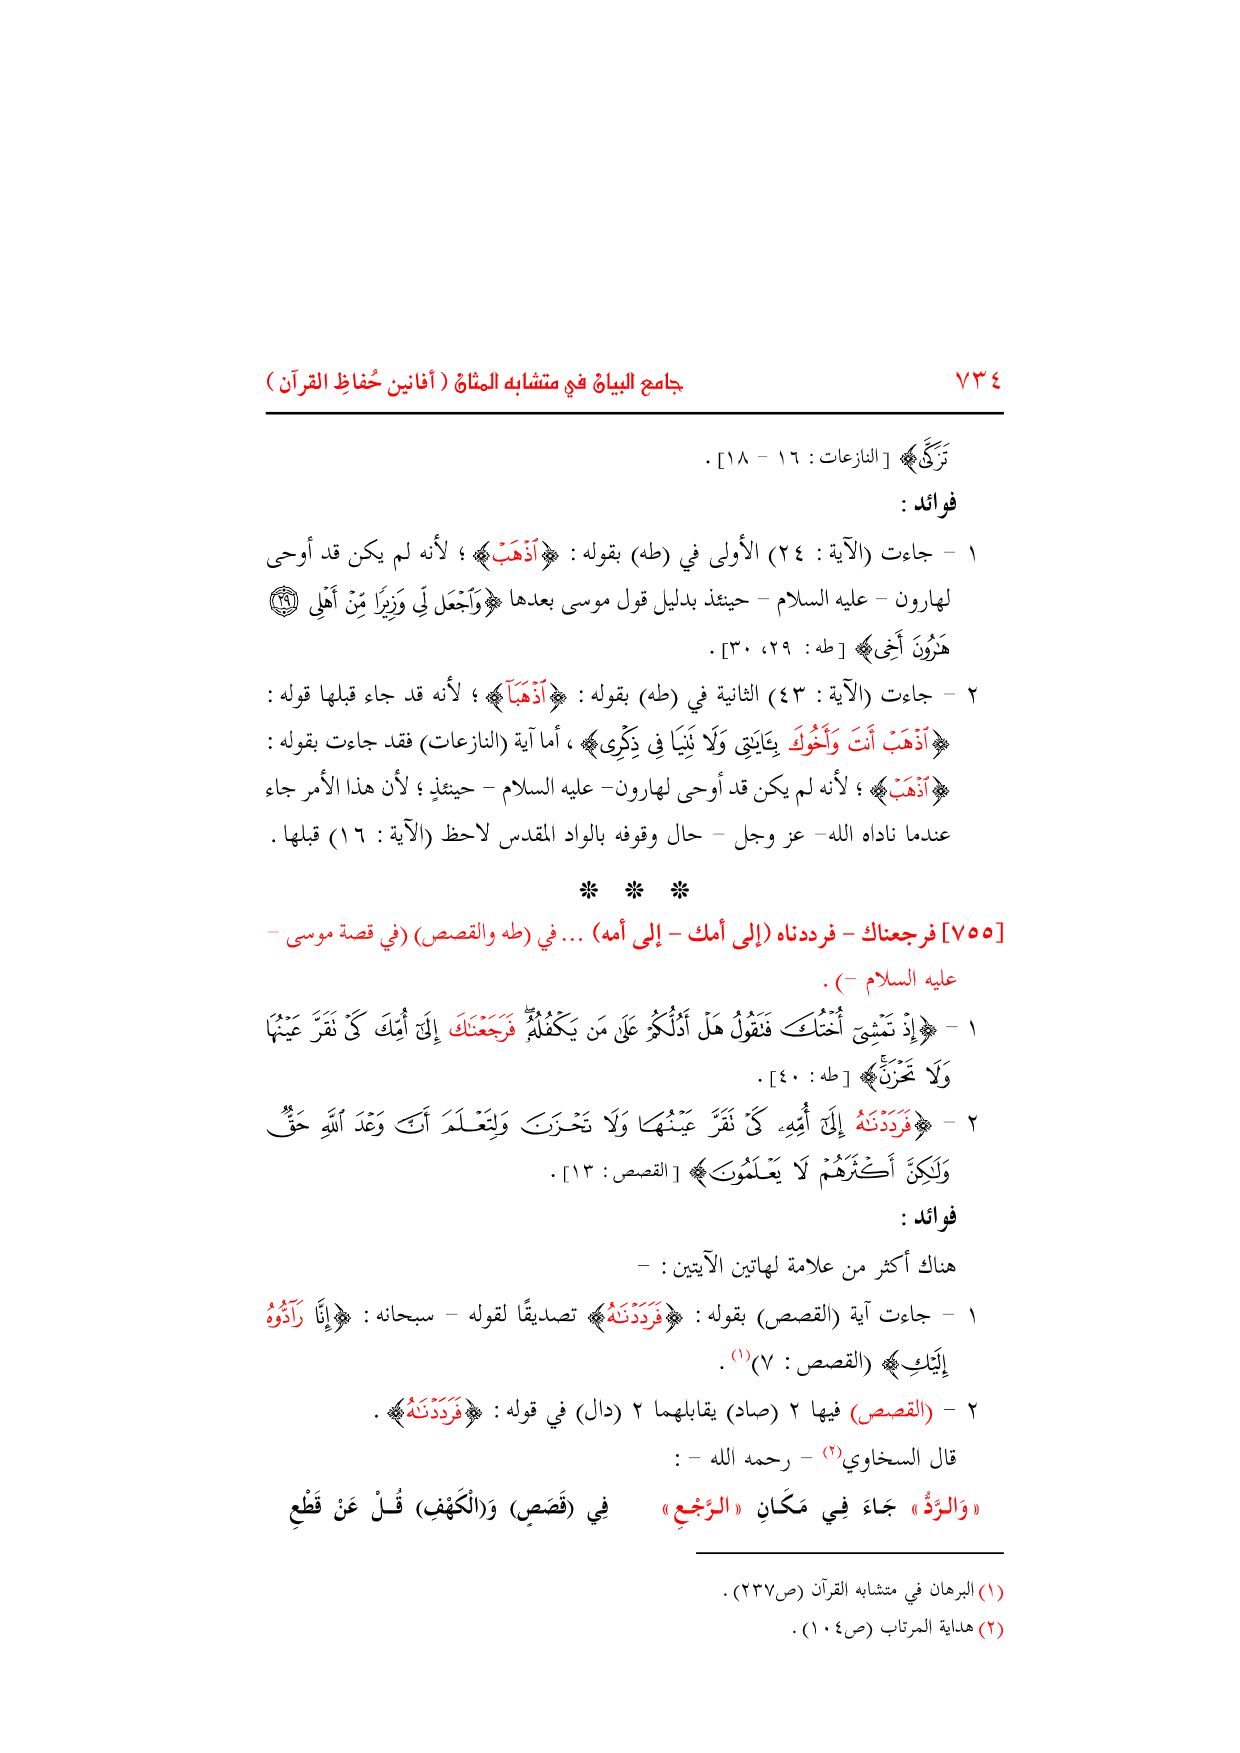 ٧٣٤ جامع البيان في متشابه المثان ( أفانين حُفاظِ القرآن )
تَزَكَّىٰ﴾ [النازعات : ١٦ – ١٨] .
فوائد :
١ – جاءت (الآية : ٢٤) الأولى في (طه) بقوله : ﴿ٱذْهَبْ﴾ ؛ لأنه لم يكن قد أوحى
لهارون – عليه السلام – حينئذ بدليل قول موسى بعدها ﴿وَٱجْعَل لِّي وَزِيرًا مِّنْ أَهْلِي ٢٩
هَٰرُونَ أَخِي﴾ [طه : ٢٩، ٣٠] .
٢ – جاءت (الآية : ٤٣) الثانية في (طه) بقوله : ﴿ٱذْهَبَآ﴾ ؛ لأنه قد جاء قبلها قوله :
﴿ٱذْهَبْ أَنتَ وَأَخُوكَ بِـَٔايَٰتِي وَلَا تَنِيَا فِي ذِكْرِي﴾ ، أما آية (النازعات) فقد جاءت بقوله :
﴿ٱذْهَبْ﴾ ؛ لأنه لم يكن قد أوحى لهارون– عليه السلام – حينئذٍ ؛ لأن هذا الأمر جاء
عندما ناداه الله– عز وجل – حال وقوفه بالواد المقدس لاحظ (الآية : ١٦) قبلها .
❊ ❊ ❊
[٧٥٥] فرجعناك – فرددناه (إلى أمك – إلى أمه) ... في (طه والقصص) (في قصة موسى –
عليه السلام –) .
١ – ﴿إِذْ تَمْشِيٓ أُخْتُكَ فَتَقُولُ هَلْ أَدُلُّكُمْ عَلَىٰ مَن يَكْفُلُهُۥۖ فَرَجَعْنَٰكَ إِلَىٰٓ أُمِّكَ كَيْ تَقَرَّ عَيْنُهَا
وَلَا تَحْزَنَۚ﴾ [طه : ٤٠] .
٢ – ﴿فَرَدَدْنَٰهُ إِلَىٰٓ أُمِّهِۦ كَيْ تَقَرَّ عَيْنُهَا وَلَا تَحْزَنَ وَلِتَعْلَمَ أَنَّ وَعْدَ ٱللَّهِ حَقٌّ
وَلَٰكِنَّ أَكْثَرَهُمْ لَا يَعْلَمُونَ﴾ [القصص : ١٣] .
فوائد :
هناك أكثر من علامة لهاتين الآيتين : –
١ – جاءت آية (القصص) بقوله : ﴿فَرَدَدْنَٰهُ﴾ تصديقًا لقوله – سبحانه : ﴿إِنَّا رَآدُّوهُ
إِلَيْكِ﴾ (القصص : ٧)(١) .
٢ – (القصص) فيها ٢ (صاد) يقابلهما ٢ (دال) في قوله : ﴿فَرَدَدْنَٰهُ﴾ .
قال السخاوي(٢) – رحمه الله – :
« وَالرَّدُّ » جَاءَ فِي مَكَانِ « الرَّجْعِ » فِي (قَصَصٍ) وَ(الْكَهْفِ) قُلْ عَنْ قَطْعِ
(١) البرهان في متشابه القرآن (ص٢٣٧) .
(٢) هداية المرتاب (ص١٠٤) .